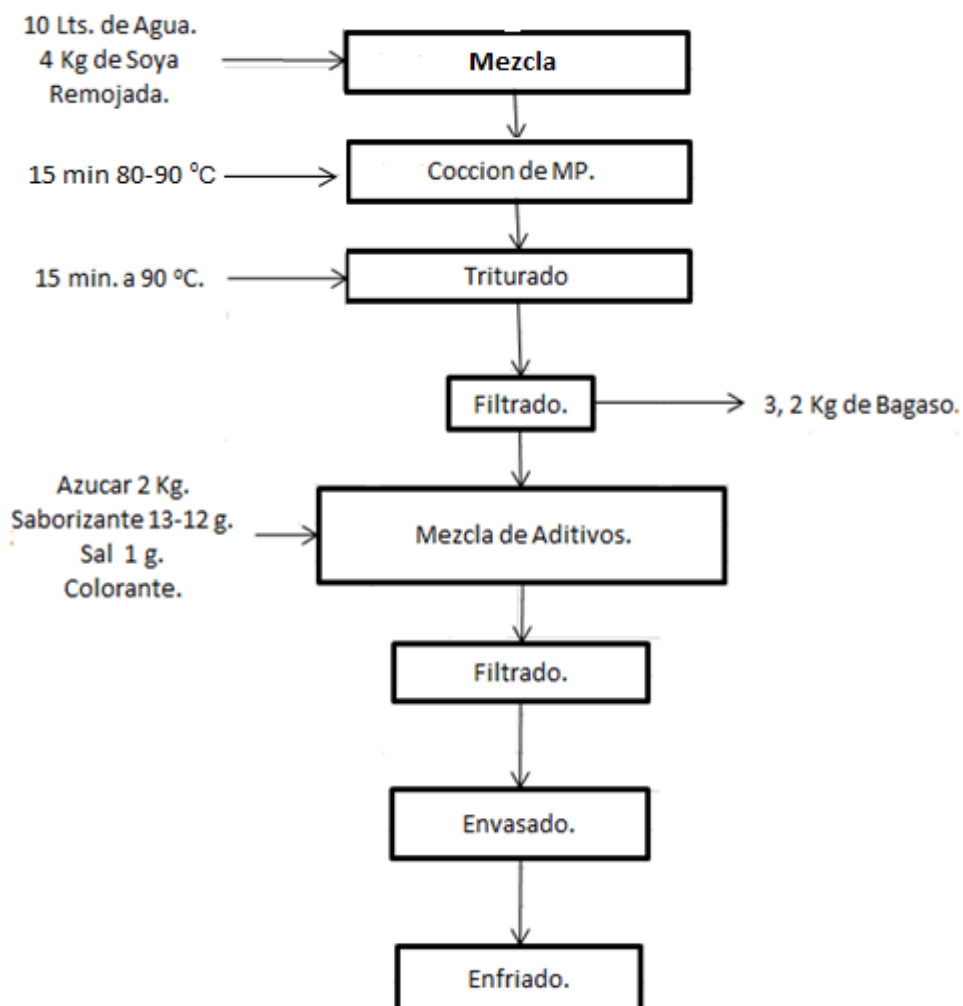 10 Lts. de Agua.
4 Kg de Soya
Remojada.
Mezcla
15 min 80-90 ⁰C
Coccion de MP.
15 min. a 90 ºC.
Triturado
Filtrado.
3, 2 Kg de Bagaso.
Azucar 2 Kg.
Saborizante 13-12 g.
Sal 1 g.
Colorante.
Mezcla de Aditivos.
Filtrado.
Envasado.
Enfriado.